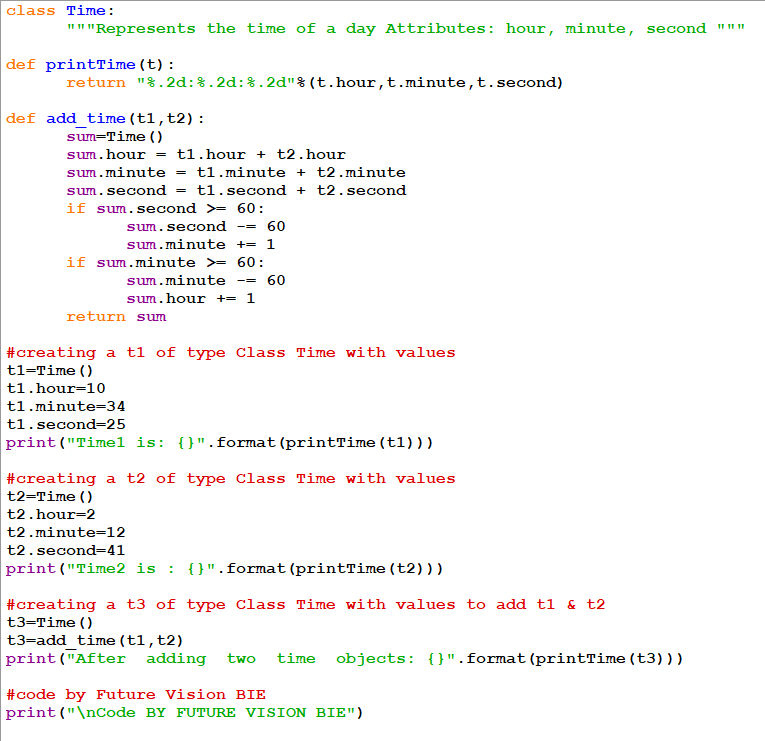 class Time:
      """Represents the time of a day Attributes: hour, minute, second """
def printTime(t):
      return "%.2d:%.2d:%.2d"%(t.hour,t.minute,t.second)
def add_time(t1,t2):
      sum=Time()
      sum.hour = t1.hour + t2.hour
      sum.minute = t1.minute + t2.minute
      sum.second = t1.second + t2.second
      if sum.second >= 60:
            sum.second -= 60
            sum.minute += 1
      if sum.minute >= 60:
            sum.minute -= 60
            sum.hour += 1
      return sum
#creating a t1 of type Class Time with values
t1=Time()
t1.hour=10
t1.minute=34
t1.second=25
print("Time1 is: {}".format(printTime(t1)))
#creating a t2 of type Class Time with values
t2=Time()
t2.hour=2
t2.minute=12
t2.second=41
print("Time2 is : {}".format(printTime(t2)))
#creating a t3 of type Class Time with values to add t1 & t2
t3=Time()
t3=add_time(t1,t2)
print("After  adding  two  time  objects: {}".format(printTime(t3)))
#code by Future Vision BIE
print("\nCode BY FUTURE VISION BIE")